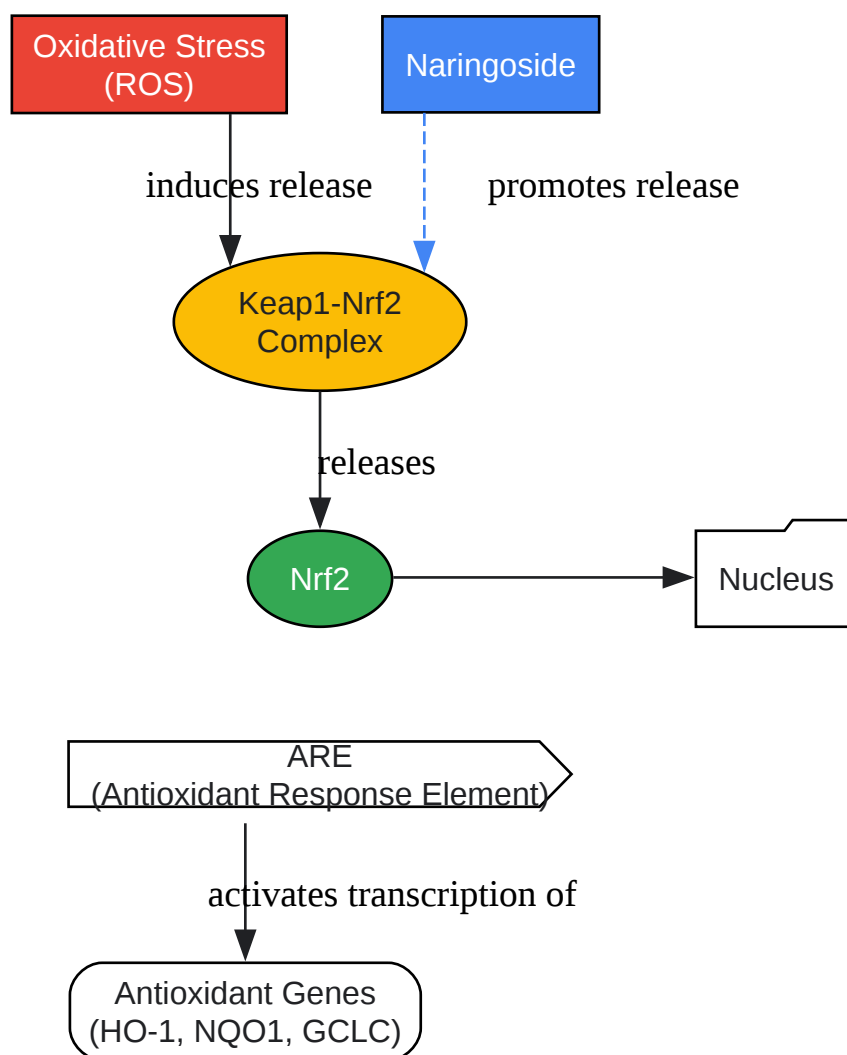 Oxidative Stress
(ROS)
Naringoside
induces release
promotes release
Keap1-Nrf2
Complex
releases
Nrf2
Nucleus
ARE
(Antioxidant Response Element)
activates transcription of
Antioxidant Genes
(HO-1, NQO1, GCLC)